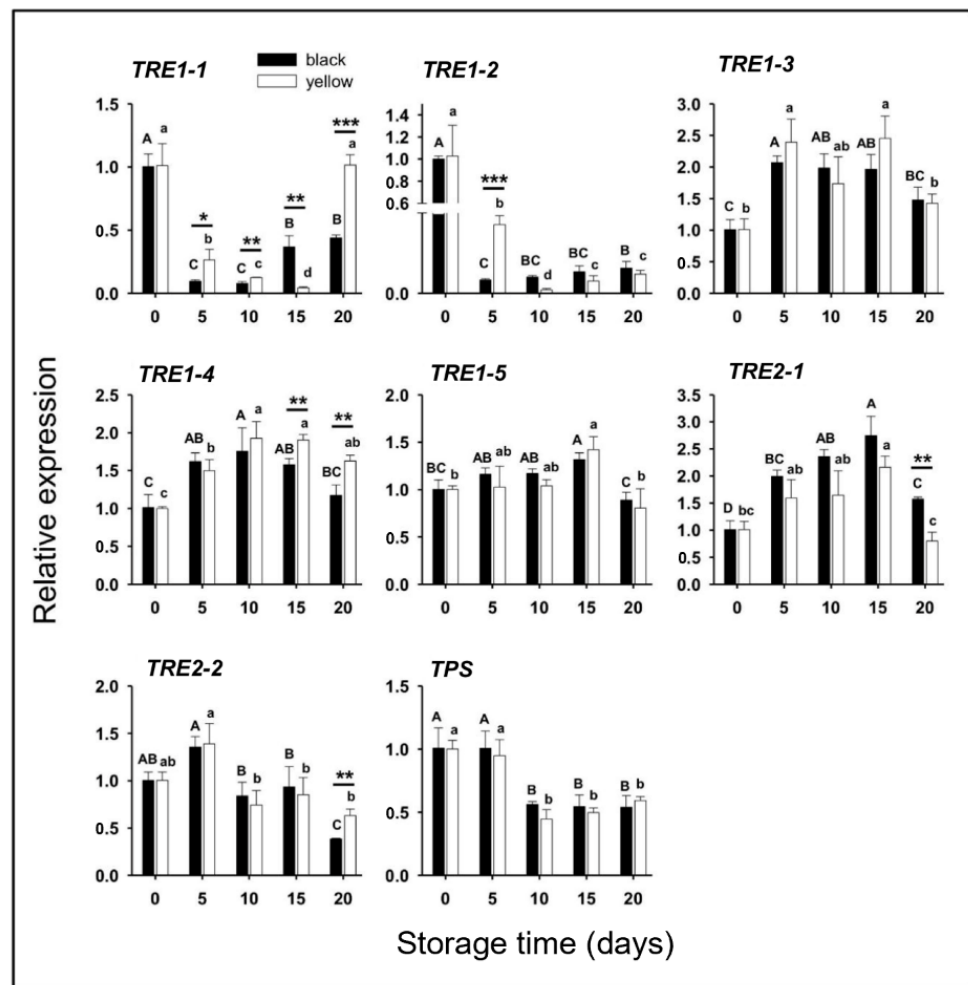 black
yellow
TRE1-1
TRE1-2
TRE1-3
1.5
1.0
0.5
0.0
A a
C * b
C ** c
B ** d
B *** a
0 5 10 15 20
1.4
1.2
1.0
0.8
0.6
0.0
A a
C *** b
BC d
BC c
B c
0 5 10 15 20
3.0
2.5
2.0
1.5
1.0
0.5
0.0
C b
AB a
AB ab
AB a
BC b
0 5 10 15 20
Relative expression
TRE1-4
TRE1-5
TRE2-1
2.5
2.0
1.5
1.0
0.5
0.0
C c
AB b
A a
AB ** a
BC ** ab
0 5 10 15 20
2.0
1.5
1.0
0.5
0.0
BC b
AB ab
AB ab
A a
C b
0 5 10 15 20
3.5
3.0
2.5
2.0
1.5
1.0
0.5
0.0
D bc
BC ab
AB ab
A a
C ** c
0 5 10 15 20
TRE2-2
TPS
2.0
1.5
1.0
0.5
0.0
AB ab
A a
B b
B b
C ** b
0 5 10 15 20
1.5
1.0
0.5
0.0
A a
A a
B b
B b
B b
0 5 10 15 20
Storage time (days)